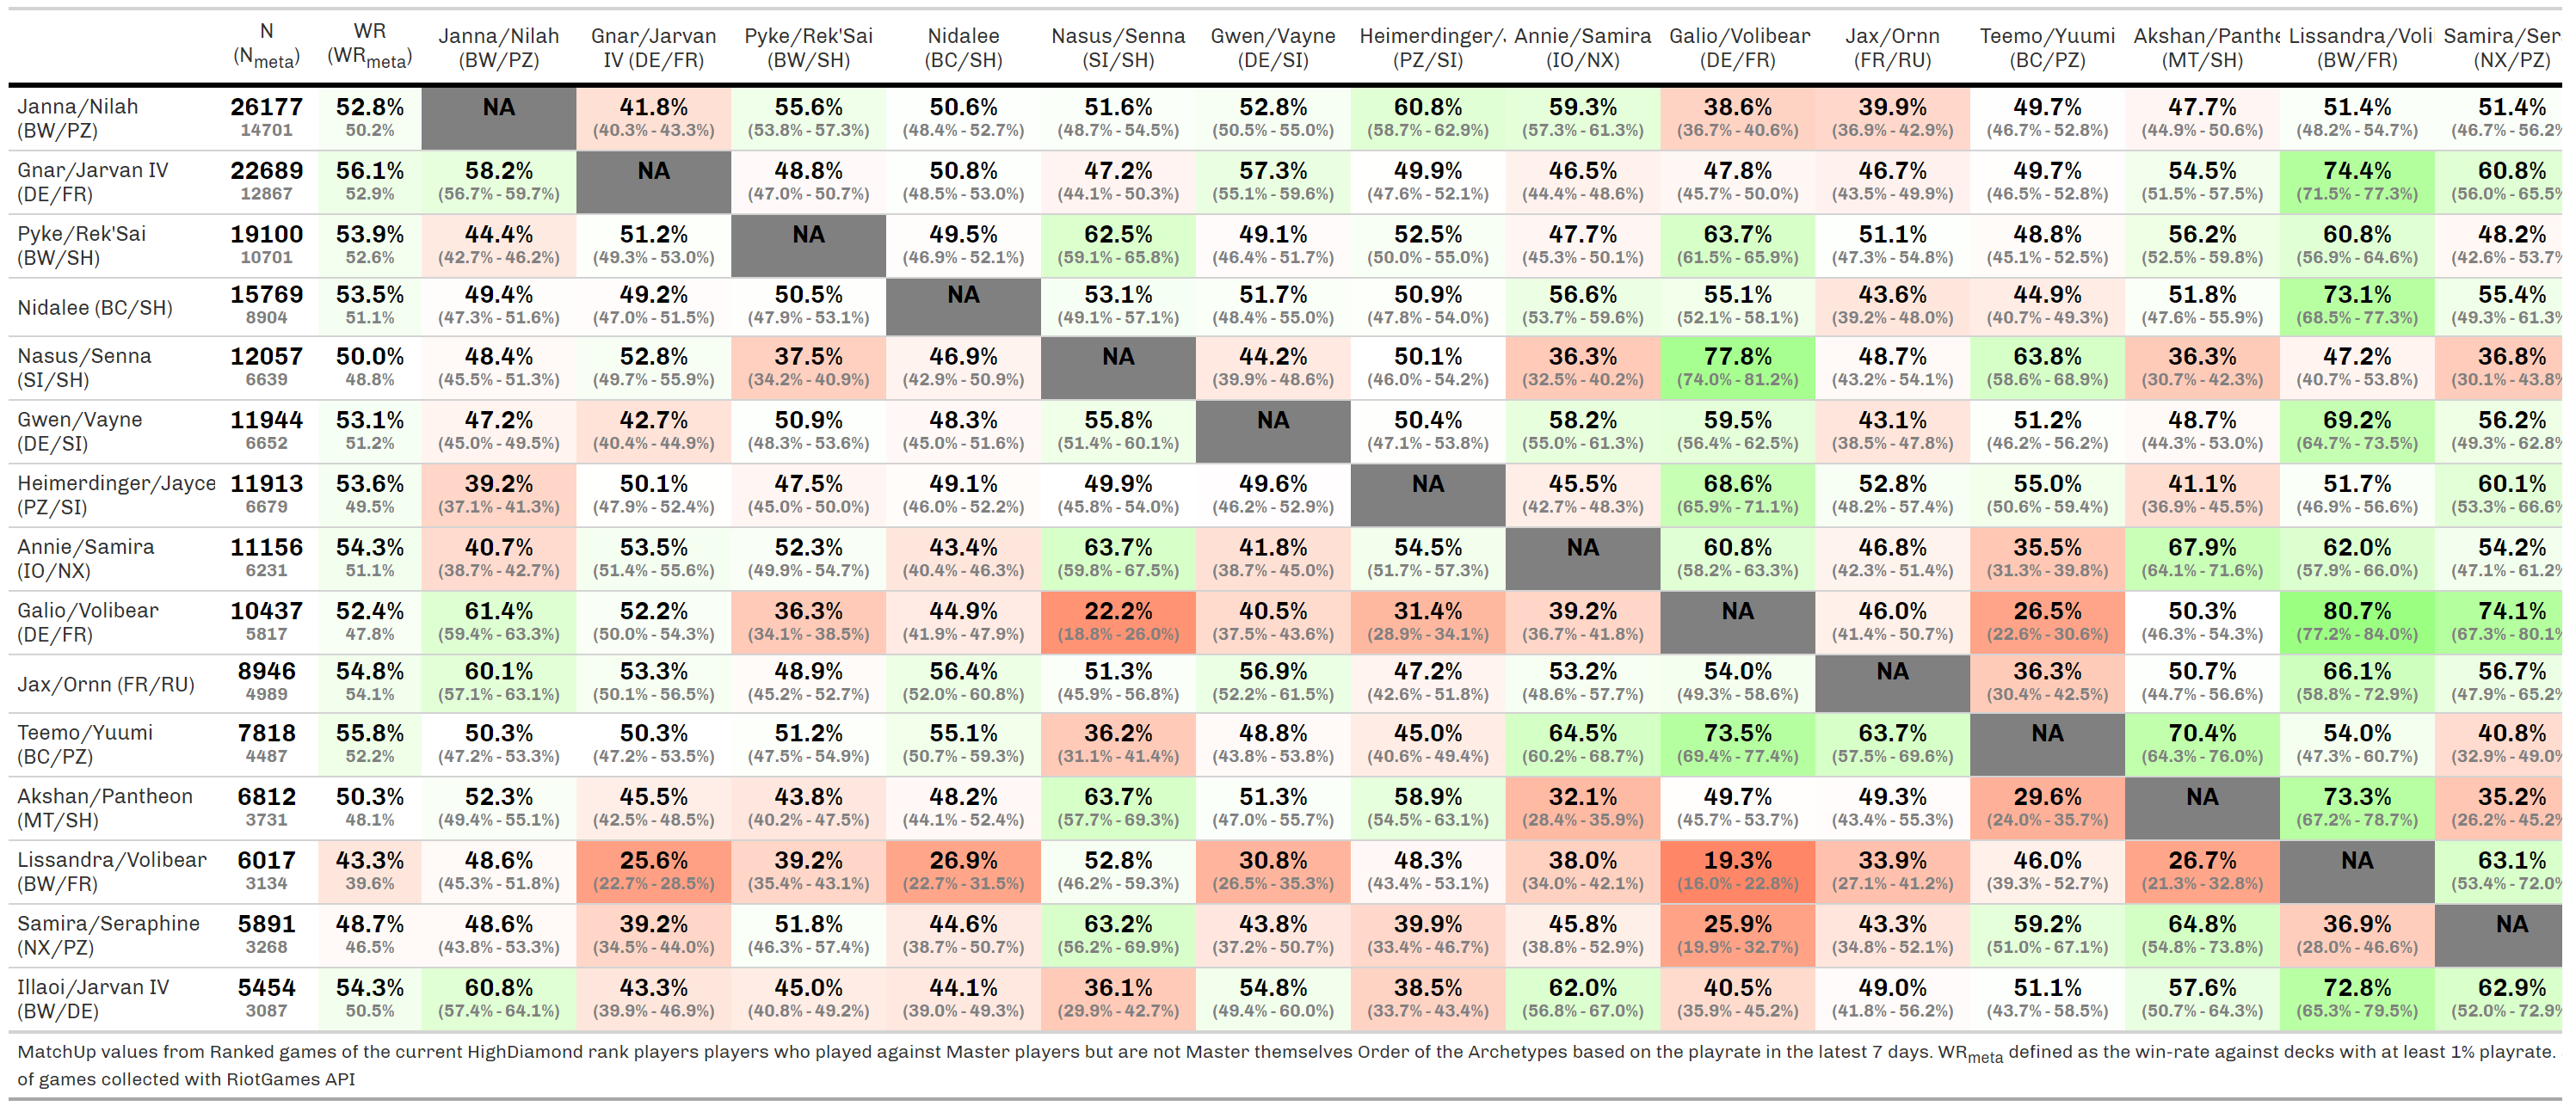 N WR Janna/Nilah Gnar/Jarvan Pyke/Rek'Sai Nidalee Nasus/Senna Gwen/Vayne Heimerdinger/ Annie/Samira Galio/Volibear Jax/Ornn Teemo/Yuumi Akshan/Panthe Lissandra/Voli Samira/Ser
(Nmeta) (WRmeta) (BW/PZ) IV (DE/FR) (BW/SH) (BC/SH) (SI/SH) (DE/SI) (PZ/SI) (IO/NX) (DE/FR) (FR/RU) (BC/PZ) (MT/SH) (BW/FR) (NX/PZ)
Janna/Nilah 26177 52.8% NA 41.8% 55.6% 50.6% 51.6% 52.8% 60.8% 59.3% 38.6% 39.9% 49.7% 47.7% 51.4% 51.4%
(BW/PZ) 14701 50.2% (40.3% - 43.3%) (53.8% - 57.3%) (48.4% - 52.7%) (48.7% - 54.5%) (50.5% - 55.0%) (58.7% - 62.9%) (57.3% - 61.3%) (36.7% - 40.6%) (36.9% - 42.9%) (46.7% - 52.8%) (44.9% - 50.6%) (48.2% - 54.7%) (46.7% - 56.2%
Gnar/Jarvan IV 22689 56.1% 58.2% NA 48.8% 50.8% 47.2% 57.3% 49.9% 46.5% 47.8% 46.7% 49.7% 54.5% 74.4% 60.8%
(DE/FR) 12867 52.9% (56.7% - 59.7%) (47.0% - 50.7%) (48.5% - 53.0%) (44.1% - 50.3%) (55.1% - 59.6%) (47.6% - 52.1%) (44.4% - 48.6%) (45.7% - 50.0%) (43.5% - 49.9%) (46.5% - 52.8%) (51.5% - 57.5%) (71.5% - 77.3%) (56.0% - 65.5%
Pyke/Rek'Sai 19100 53.9% 44.4% 51.2% NA 49.5% 62.5% 49.1% 52.5% 47.7% 63.7% 51.1% 48.8% 56.2% 60.8% 48.2%
(BW/SH) 10701 52.6% (42.7% - 46.2%) (49.3% - 53.0%) (46.9% - 52.1%) (59.1% - 65.8%) (46.4% - 51.7%) (50.0% - 55.0%) (45.3% - 50.1%) (61.5% - 65.9%) (47.3% - 54.8%) (45.1% - 52.5%) (52.5% - 59.8%) (56.9% - 64.6%) (42.6% - 53.7%
Nidalee (BC/SH) 15769 53.5% 49.4% 49.2% 50.5% NA 53.1% 51.7% 50.9% 56.6% 55.1% 43.6% 44.9% 51.8% 73.1% 55.4%
8904 51.1% (47.3% - 51.6%) (47.0% - 51.5%) (47.9% - 53.1%) (49.1% - 57.1%) (48.4% - 55.0%) (47.8% - 54.0%) (53.7% - 59.6%) (52.1% - 58.1%) (39.2% - 48.0%) (40.7% - 49.3%) (47.6% - 55.9%) (68.5% - 77.3%) (49.3% - 61.3%
Nasus/Senna 12057 50.0% 48.4% 52.8% 37.5% 46.9% NA 44.2% 50.1% 36.3% 77.8% 48.7% 63.8% 36.3% 47.2% 36.8%
(SI/SH) 6639 48.8% (45.5% - 51.3%) (49.7% - 55.9%) (34.2% - 40.9%) (42.9% - 50.9%) (39.9% - 48.6%) (46.0% - 54.2%) (32.5% - 40.2%) (74.0% - 81.2%) (43.2% - 54.1%) (58.6% - 68.9%) (30.7% - 42.3%) (40.7% - 53.8%) (30.1% - 43.8%
Gwen/Vayne 11944 53.1% 47.2% 42.7% 50.9% 48.3% 55.8% NA 50.4% 58.2% 59.5% 43.1% 51.2% 48.7% 69.2% 56.2%
(DE/SI) 6652 51.2% (45.0% - 49.5%) (40.4% - 44.9%) (48.3% - 53.6%) (45.0% - 51.6%) (51.4% - 60.1%) (47.1% - 53.8%) (55.0% - 61.3%) (56.4% - 62.5%) (38.5% - 47.8%) (46.2% - 56.2%) (44.3% - 53.0%) (64.7% - 73.5%) (49.3% - 62.8%
Heimerdinger/Jayce 11913 53.6% 39.2% 50.1% 47.5% 49.1% 49.9% 49.6% NA 45.5% 68.6% 52.8% 55.0% 41.1% 51.7% 60.1%
(PZ/SI) 6679 49.5% (37.1% - 41.3%) (47.9% - 52.4%) (45.0% - 50.0%) (46.0% - 52.2%) (45.8% - 54.0%) (46.2% - 52.9%) (42.7% - 48.3%) (65.9% - 71.1%) (48.2% - 57.4%) (50.6% - 59.4%) (36.9% - 45.5%) (46.9% - 56.6%) (53.3% - 66.6%
Annie/Samira 11156 54.3% 40.7% 53.5% 52.3% 43.4% 63.7% 41.8% 54.5% NA 60.8% 46.8% 35.5% 67.9% 62.0% 54.2%
(IO/NX) 6231 51.1% (38.7% - 42.7%) (51.4% - 55.6%) (49.9% - 54.7%) (40.4% - 46.3%) (59.8% - 67.5%) (38.7% - 45.0%) (51.7% - 57.3%) (58.2% - 63.3%) (42.3% - 51.4%) (31.3% - 39.8%) (64.1% - 71.6%) (57.9% - 66.0%) (47.1% - 61.2%
Galio/Volibear 10437 52.4% 61.4% 52.2% 36.3% 44.9% 22.2% 40.5% 31.4% 39.2% NA 46.0% 26.5% 50.3% 80.7% 74.1%
(DE/FR) 5817 47.8% (59.4% - 63.3%) (50.0% - 54.3%) (34.1% - 38.5%) (41.9% - 47.9%) (18.8% - 26.0%) (37.5% - 43.6%) (28.9% - 34.1%) (36.7% - 41.8%) (41.4% - 50.7%) (22.6% - 30.6%) (46.3% - 54.3%) (77.2% - 84.0%) (67.3% - 80.1%
Jax/Ornn (FR/RU) 8946 54.8% 60.1% 53.3% 48.9% 56.4% 51.3% 56.9% 47.2% 53.2% 54.0% NA 36.3% 50.7% 66.1% 56.7%
4989 54.1% (57.1% - 63.1%) (50.1% - 56.5%) (45.2% - 52.7%) (52.0% - 60.8%) (45.9% - 56.8%) (52.2% - 61.5%) (42.6% - 51.8%) (48.6% - 57.7%) (49.3% - 58.6%) (30.4% - 42.5%) (44.7% - 56.6%) (58.8% - 72.9%) (47.9% - 65.2%
Teemo/Yuumi 7818 55.8% 50.3% 50.3% 51.2% 55.1% 36.2% 48.8% 45.0% 64.5% 73.5% 63.7% NA 70.4% 54.0% 40.8%
(BC/PZ) 4487 52.2% (47.2% - 53.3%) (47.2% - 53.5%) (47.5% - 54.9%) (50.7% - 59.3%) (31.1% - 41.4%) (43.8% - 53.8%) (40.6% - 49.4%) (60.2% - 68.7%) (69.4% - 77.4%) (57.5% - 69.6%) (64.3% - 76.0%) (47.3% - 60.7%) (32.9% - 49.0%
Akshan/Pantheon 6812 50.3% 52.3% 45.5% 43.8% 48.2% 63.7% 51.3% 58.9% 32.1% 49.7% 49.3% 29.6% NA 73.3% 35.2%
(MT/SH) 3731 48.1% (49.4% - 55.1%) (42.5% - 48.5%) (40.2% - 47.5%) (44.1% - 52.4%) (57.7% - 69.3%) (47.0% - 55.7%) (54.5% - 63.1%) (28.4% - 35.9%) (45.7% - 53.7%) (43.4% - 55.3%) (24.0% - 35.7%) (67.2% - 78.7%) (26.2% - 45.2%
Lissandra/Volibear 6017 43.3% 48.6% 25.6% 39.2% 26.9% 52.8% 30.8% 48.3% 38.0% 19.3% 33.9% 46.0% 26.7% NA 63.1%
(BW/FR) 3134 39.6% (45.3% - 51.8%) (22.7% - 28.5%) (35.4% - 43.1%) (22.7% - 31.5%) (46.2% - 59.3%) (26.5% - 35.3%) (43.4% - 53.1%) (34.0% - 42.1%) (16.0% - 22.8%) (27.1% - 41.2%) (39.3% - 52.7%) (21.3% - 32.8%) (53.4% - 72.0%
Samira/Seraphine 5891 48.7% 48.6% 39.2% 51.8% 44.6% 63.2% 43.8% 39.9% 45.8% 25.9% 43.3% 59.2% 64.8% 36.9% NA
(NX/PZ) 3268 46.5% (43.8% - 53.3%) (34.5% - 44.0%) (46.3% - 57.4%) (38.7% - 50.7%) (56.2% - 69.9%) (37.2% - 50.7%) (33.4% - 46.7%) (38.8% - 52.9%) (19.9% - 32.7%) (34.8% - 52.1%) (51.0% - 67.1%) (54.8% - 73.8%) (28.0% - 46.6%)
Illaoi/Jarvan IV 5454 54.3% 60.8% 43.3% 45.0% 44.1% 36.1% 54.8% 38.5% 62.0% 40.5% 49.0% 51.1% 57.6% 72.8% 62.9%
(BW/DE) 3087 50.5% (57.4% - 64.1%) (39.9% - 46.9%) (40.8% - 49.2%) (39.0% - 49.3%) (29.9% - 42.7%) (49.4% - 60.0%) (33.7% - 43.4%) (56.8% - 67.0%) (35.9% - 45.2%) (41.8% - 56.2%) (43.7% - 58.5%) (50.7% - 64.3%) (65.3% - 79.5%) (52.0% - 72.9%
MatchUp values from Ranked games of the current HighDiamond rank players players who played against Master players but are not Master themselves Order of the Archetypes based on the playrate in the latest 7 days. WRmeta defined as the win-rate against decks with at least 1% playrate.
of games collected with RiotGames API